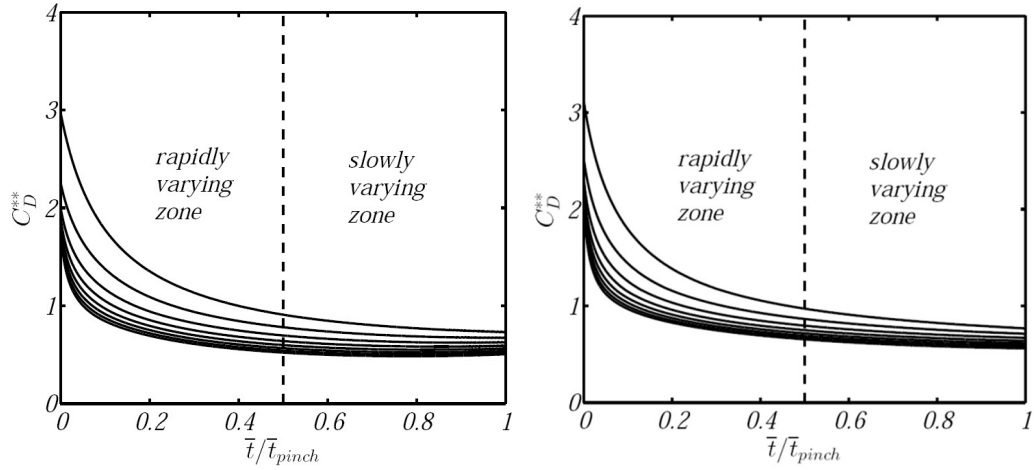 4
3
2
1
0
C_D^{**}
rapidly
varying
zone
slowly
varying
zone
0 0.2 0.4 0.6 0.8 1
t̅/t̅_{pinch}
4
3
2
1
0
C_D^{**}
rapidly
varying
zone
slowly
varying
zone
0 0.2 0.4 0.6 0.8 1
t̅/t̅_{pinch}